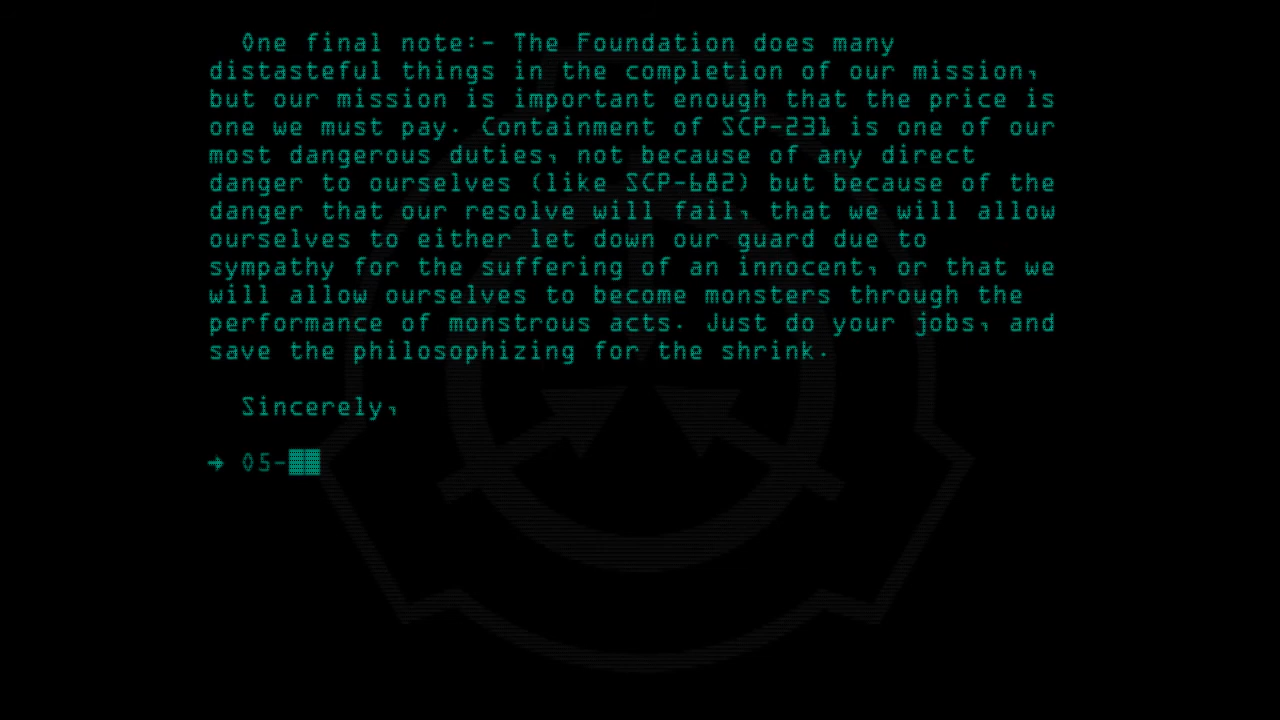 One final note:- The Foundation does many
distasteful things in the completion of our mission,
but our mission is important enough that the price is
one we must pay. Containment of SCP-231 is one of our
most dangerous duties, not because of any direct
danger to ourselves (like SCP-682) but because of the
danger that our resolve will fail, that we will allow
ourselves to either let down our guard due to
sympathy for the suffering of an innocent, or that we
will allow ourselves to become monsters through the
performance of monstrous acts. Just do your jobs, and
save the philosophizing for the shrink.
Sincerely,
→ 05-▓▓